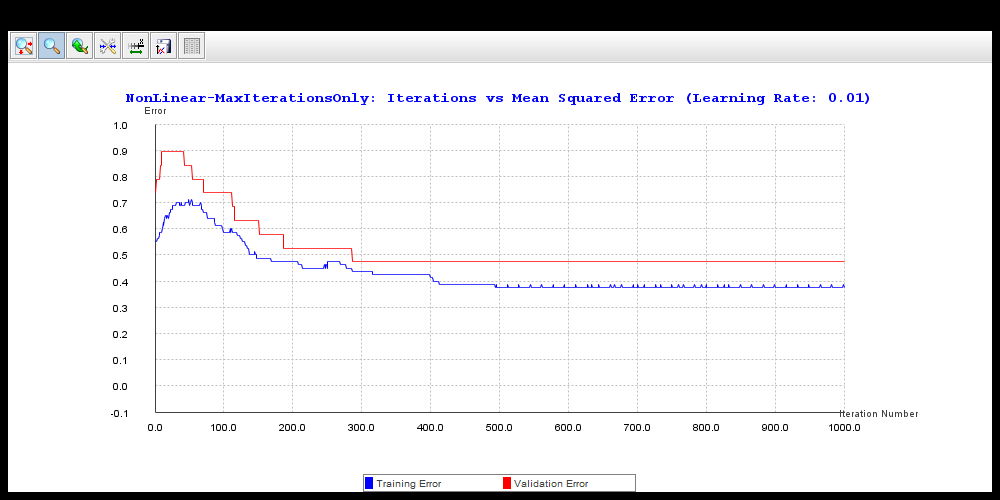 NonLinear-MaxIterationsOnly: Iterations vs Mean Squared Error (Learning Rate: 0.01)
Error
1.0
0.9
0.8
0.7
0.6
0.5
0.4
0.3
0.2
0.1
0.0
-0.1
Iteration Number
0.0 100.0 200.0 300.0 400.0 500.0 600.0 700.0 800.0 900.0 1000.0
Training Error Validation Error